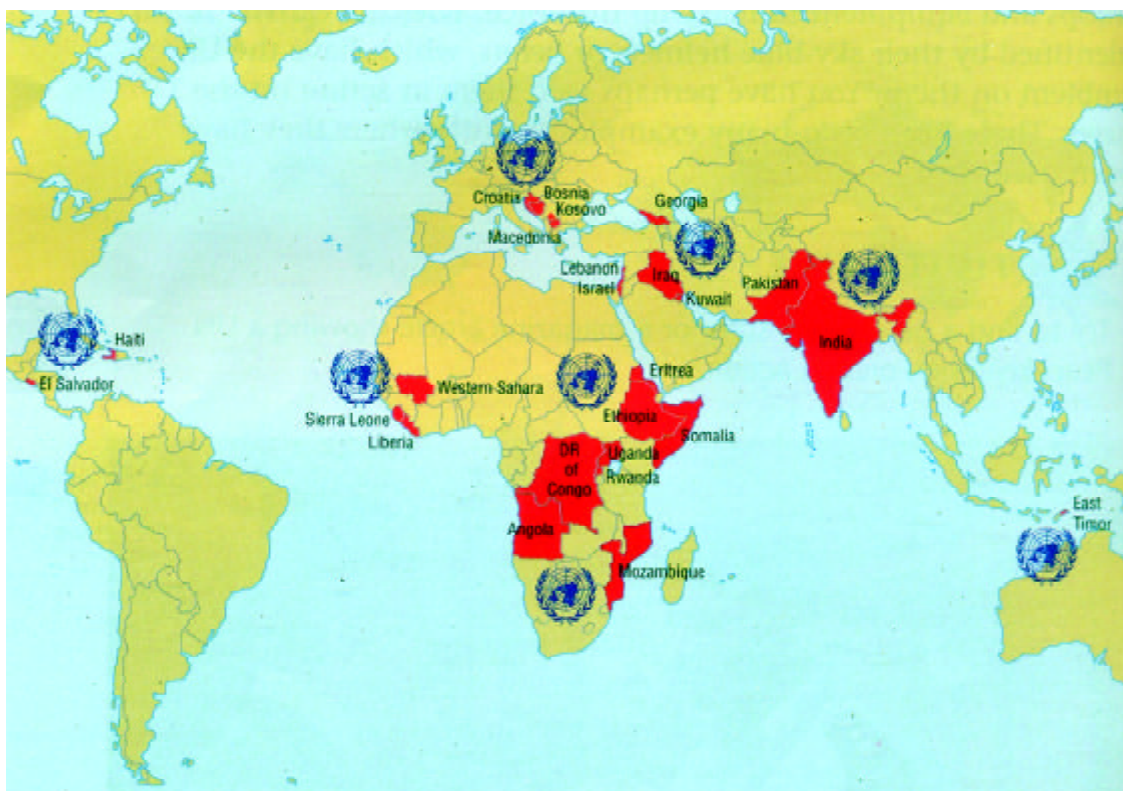 Croatia
Bosnia
Kosovo
Macedonia
Georgia
Lebanon
Israel
Iraq
Kuwait
Pakistan
India
Haiti
El Salvador
Western-Sahara
Sierra Leone
Liberia
Eritrea
Ethiopia
Somalia
DR
of
Congo
Uganda
Rwanda
Angola
Mozambique
East
Timor